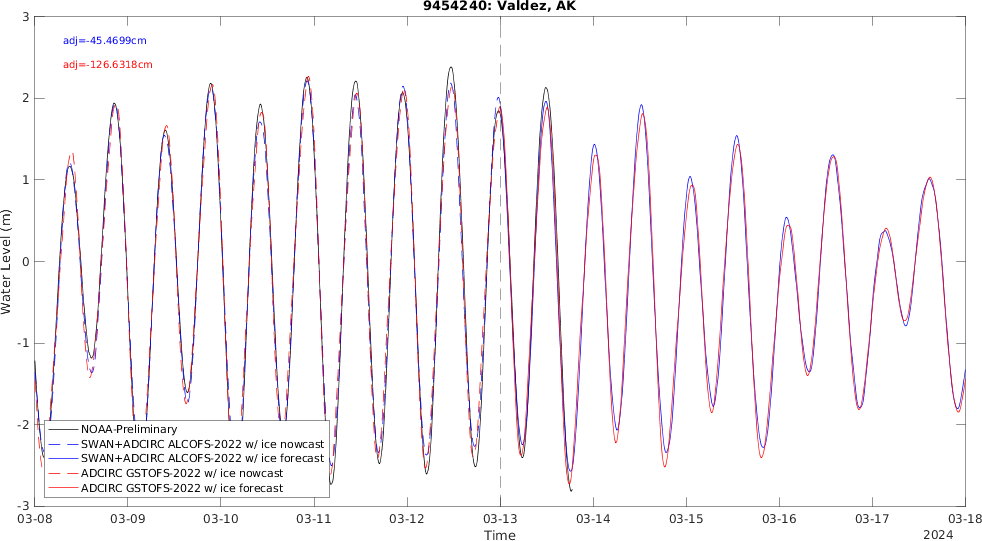 9454240: Valdez, AK
adj=-45.4699cm
adj=-126.6318cm
Water Level (m)
3
2
1
0
-1
-2
-3
NOAA-Preliminary
SWAN+ADCIRC ALCOFS-2022 w/ ice nowcast
SWAN+ADCIRC ALCOFS-2022 w/ ice forecast
ADCIRC GSTOFS-2022 w/ ice nowcast
ADCIRC GSTOFS-2022 w/ ice forecast
03-08 03-09 03-10 03-11 03-12 03-13 03-14 03-15 03-16 03-17 03-18
Time
2024